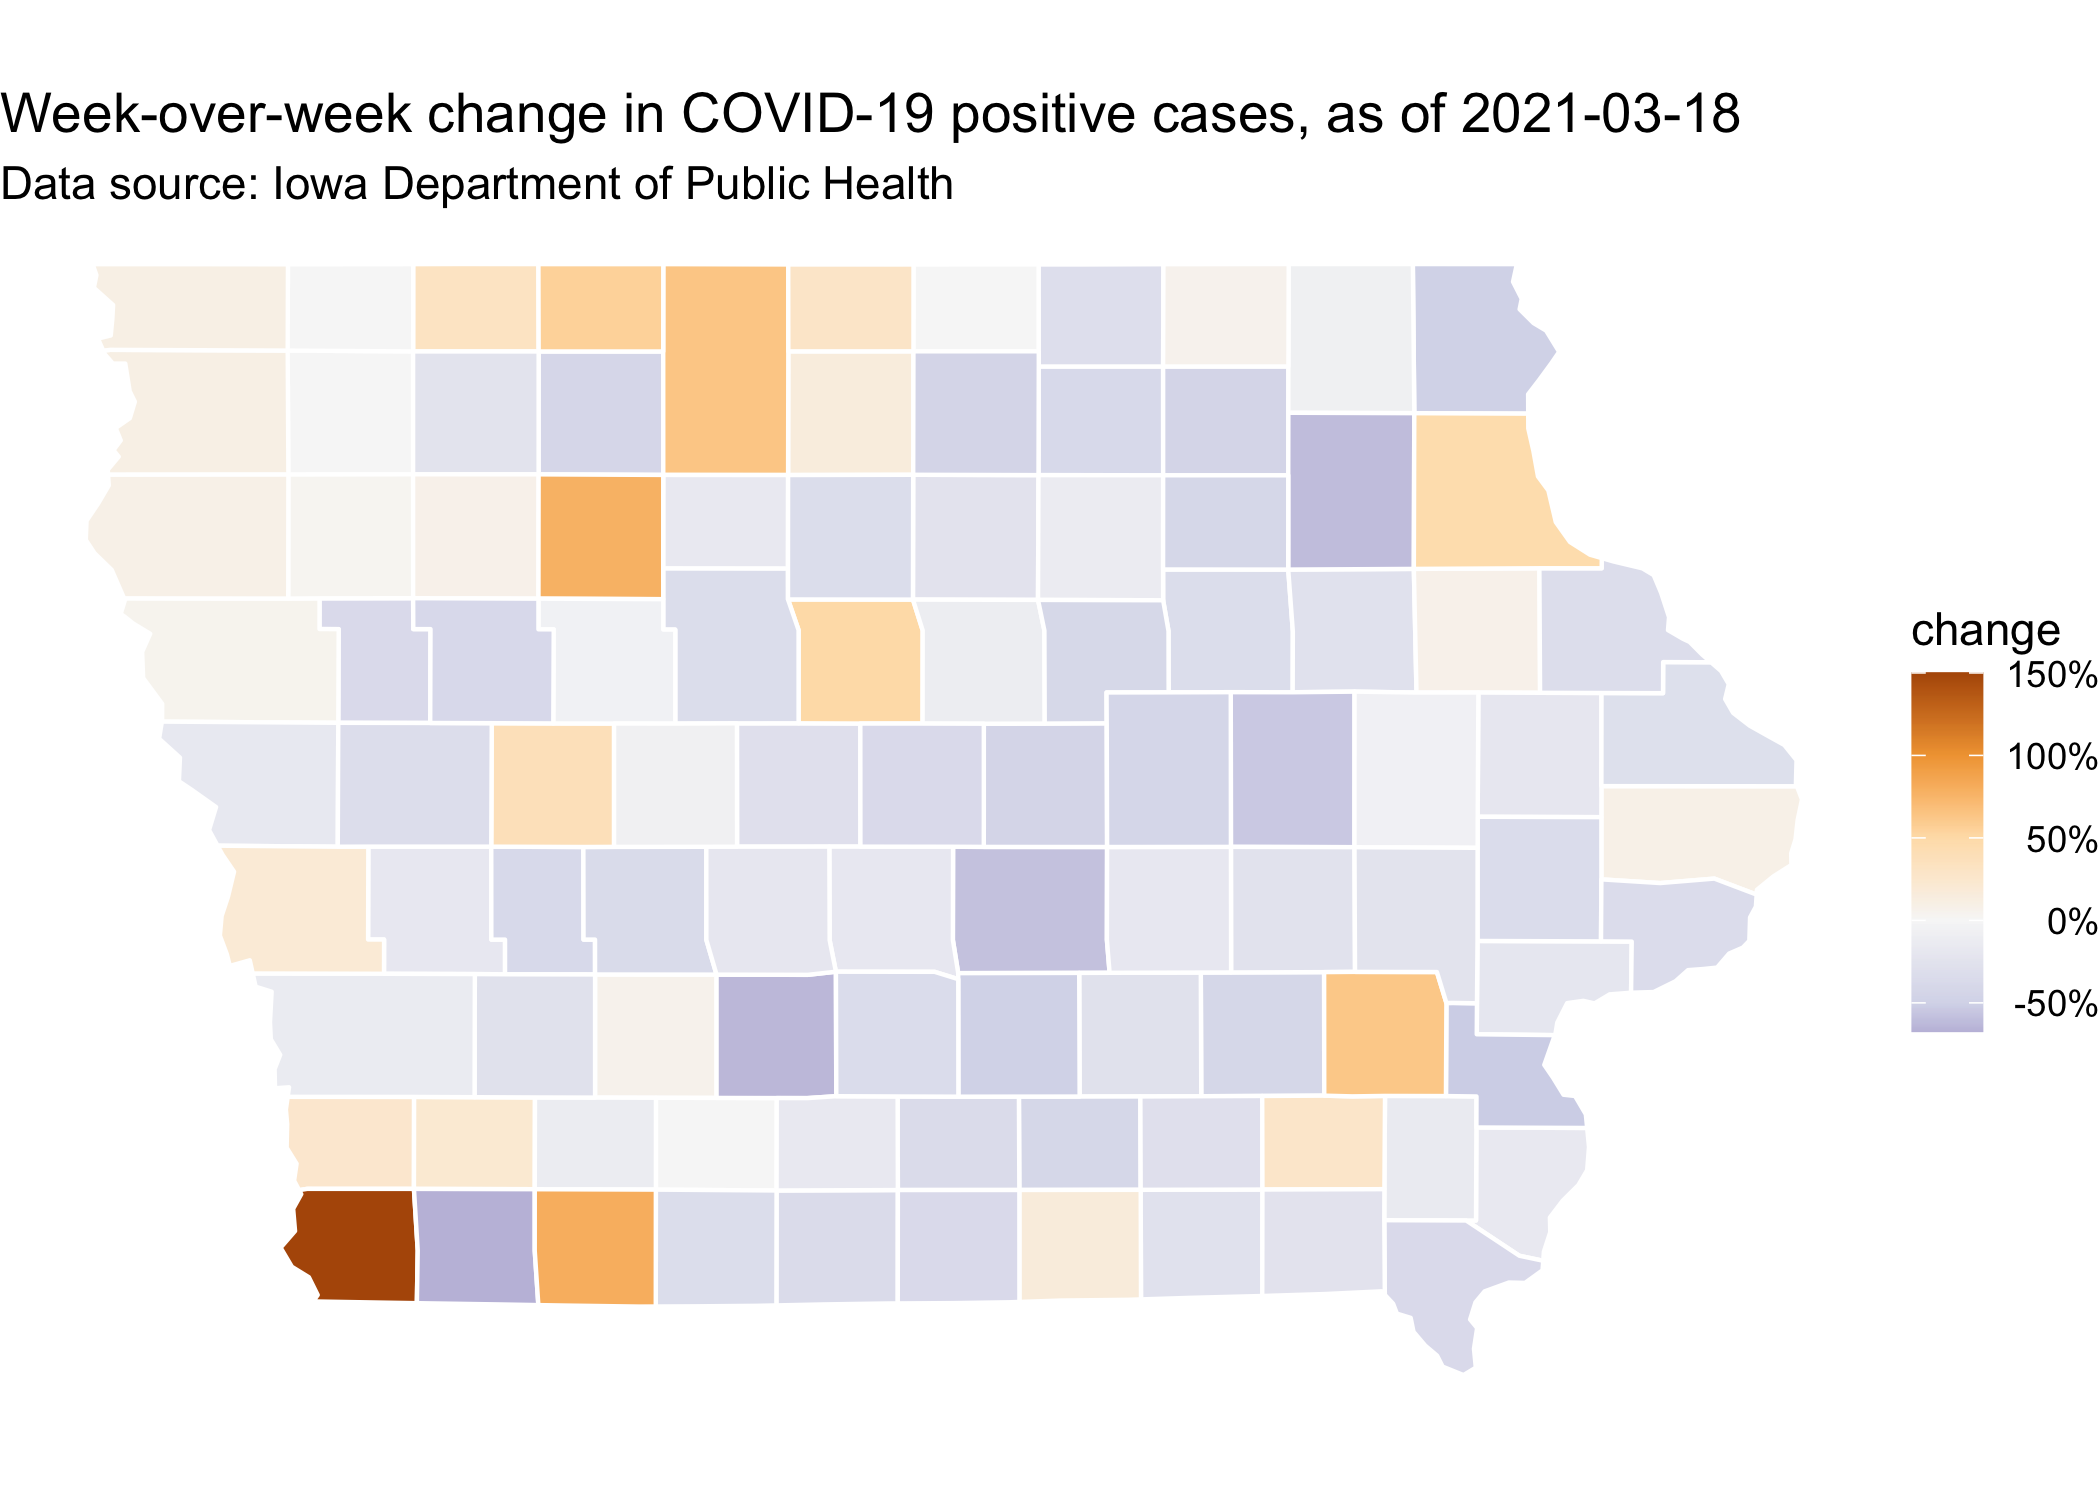 Week-over-week change in COVID-19 positive cases, as of 2021-03-18
Data source: Iowa Department of Public Health
change
150%
100%
50%
0%
-50%